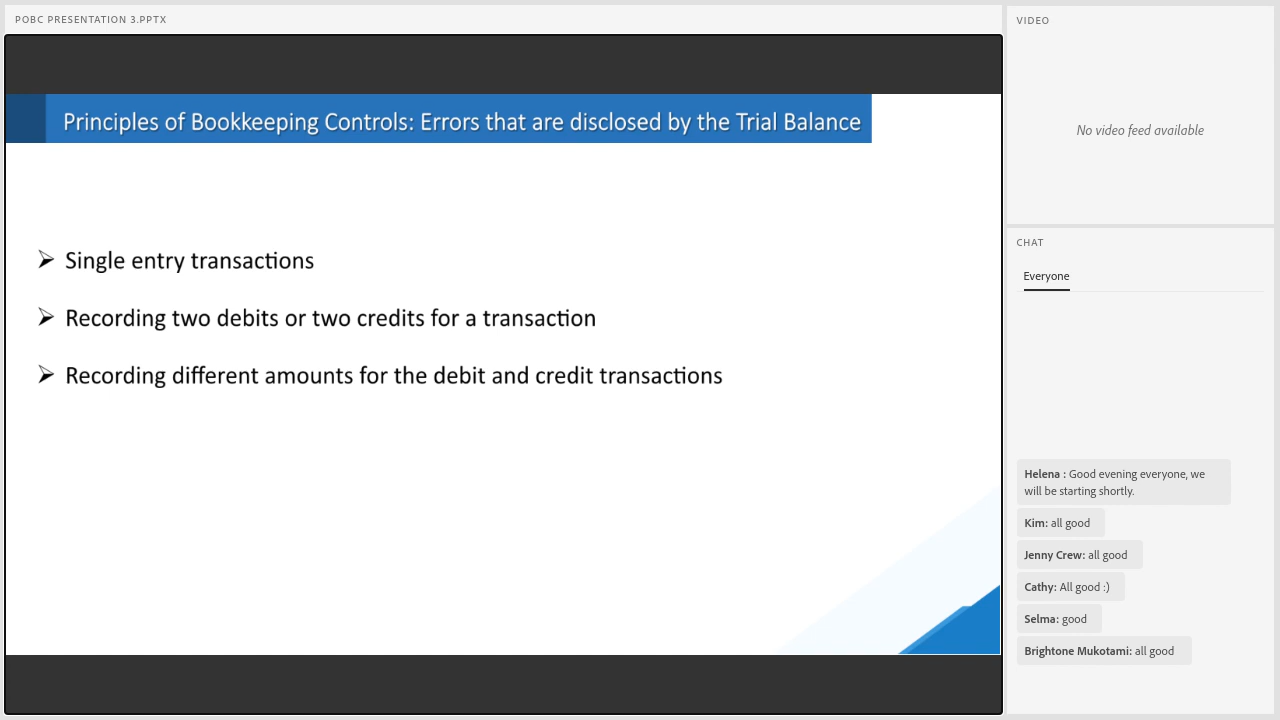 POBC PRESENTATION 3.PPTX
Principles of Bookkeeping Controls: Errors that are disclosed by the Trial Balance
Single entry transactions
Recording two debits or two credits for a transaction
Recording different amounts for the debit and credit transactions
VIDEO
No video feed available
CHAT
Everyone
Helena : Good evening everyone, we
will be starting shortly.
Kim: all good
Jenny Crew: all good
Cathy: All good :)
Selma: good
Brightone Mukotami: all good